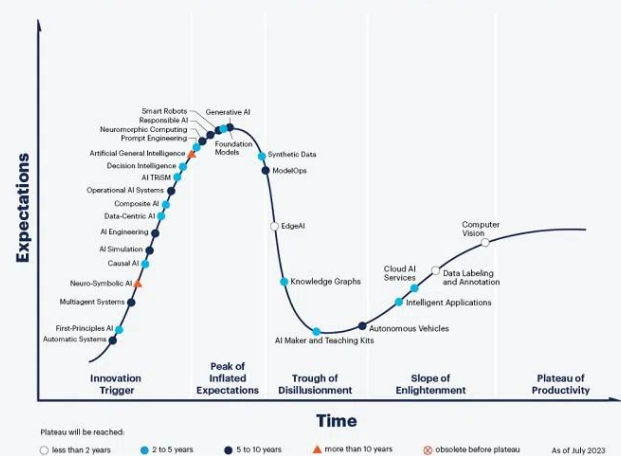 Expectations
Smart Robots
Responsible AI
Neuromorphic Computing
Prompt Engineering
Artificial General Intelligence
Decision Intelligence
AI TRiSM
Operational AI Systems
Composite AI
Data-Centric AI
AI Engineering
AI Simulation
Causal AI
Neuro-Symbolic AI
Multiagent Systems
First-Principles AI
Automatic Systems
Generative AI
Foundation
Models
Synthetic Data
ModelOps
EdgeAI
Knowledge Graphs
AI Maker and Teaching Kits
Autonomous Vehicles
Intelligent Applications
Cloud AI
Services
Data Labeling
and Annotation
Computer
Vision
Innovation
Trigger
Peak of
Inflated
Expectations
Trough of
Disillusionment
Slope of
Enlightenment
Plateau of
Productivity
Time
Plateau will be reached:
less than 2 years
2 to 5 years
5 to 10 years
more than 10 years
obsolete before plateau
As of July 2023